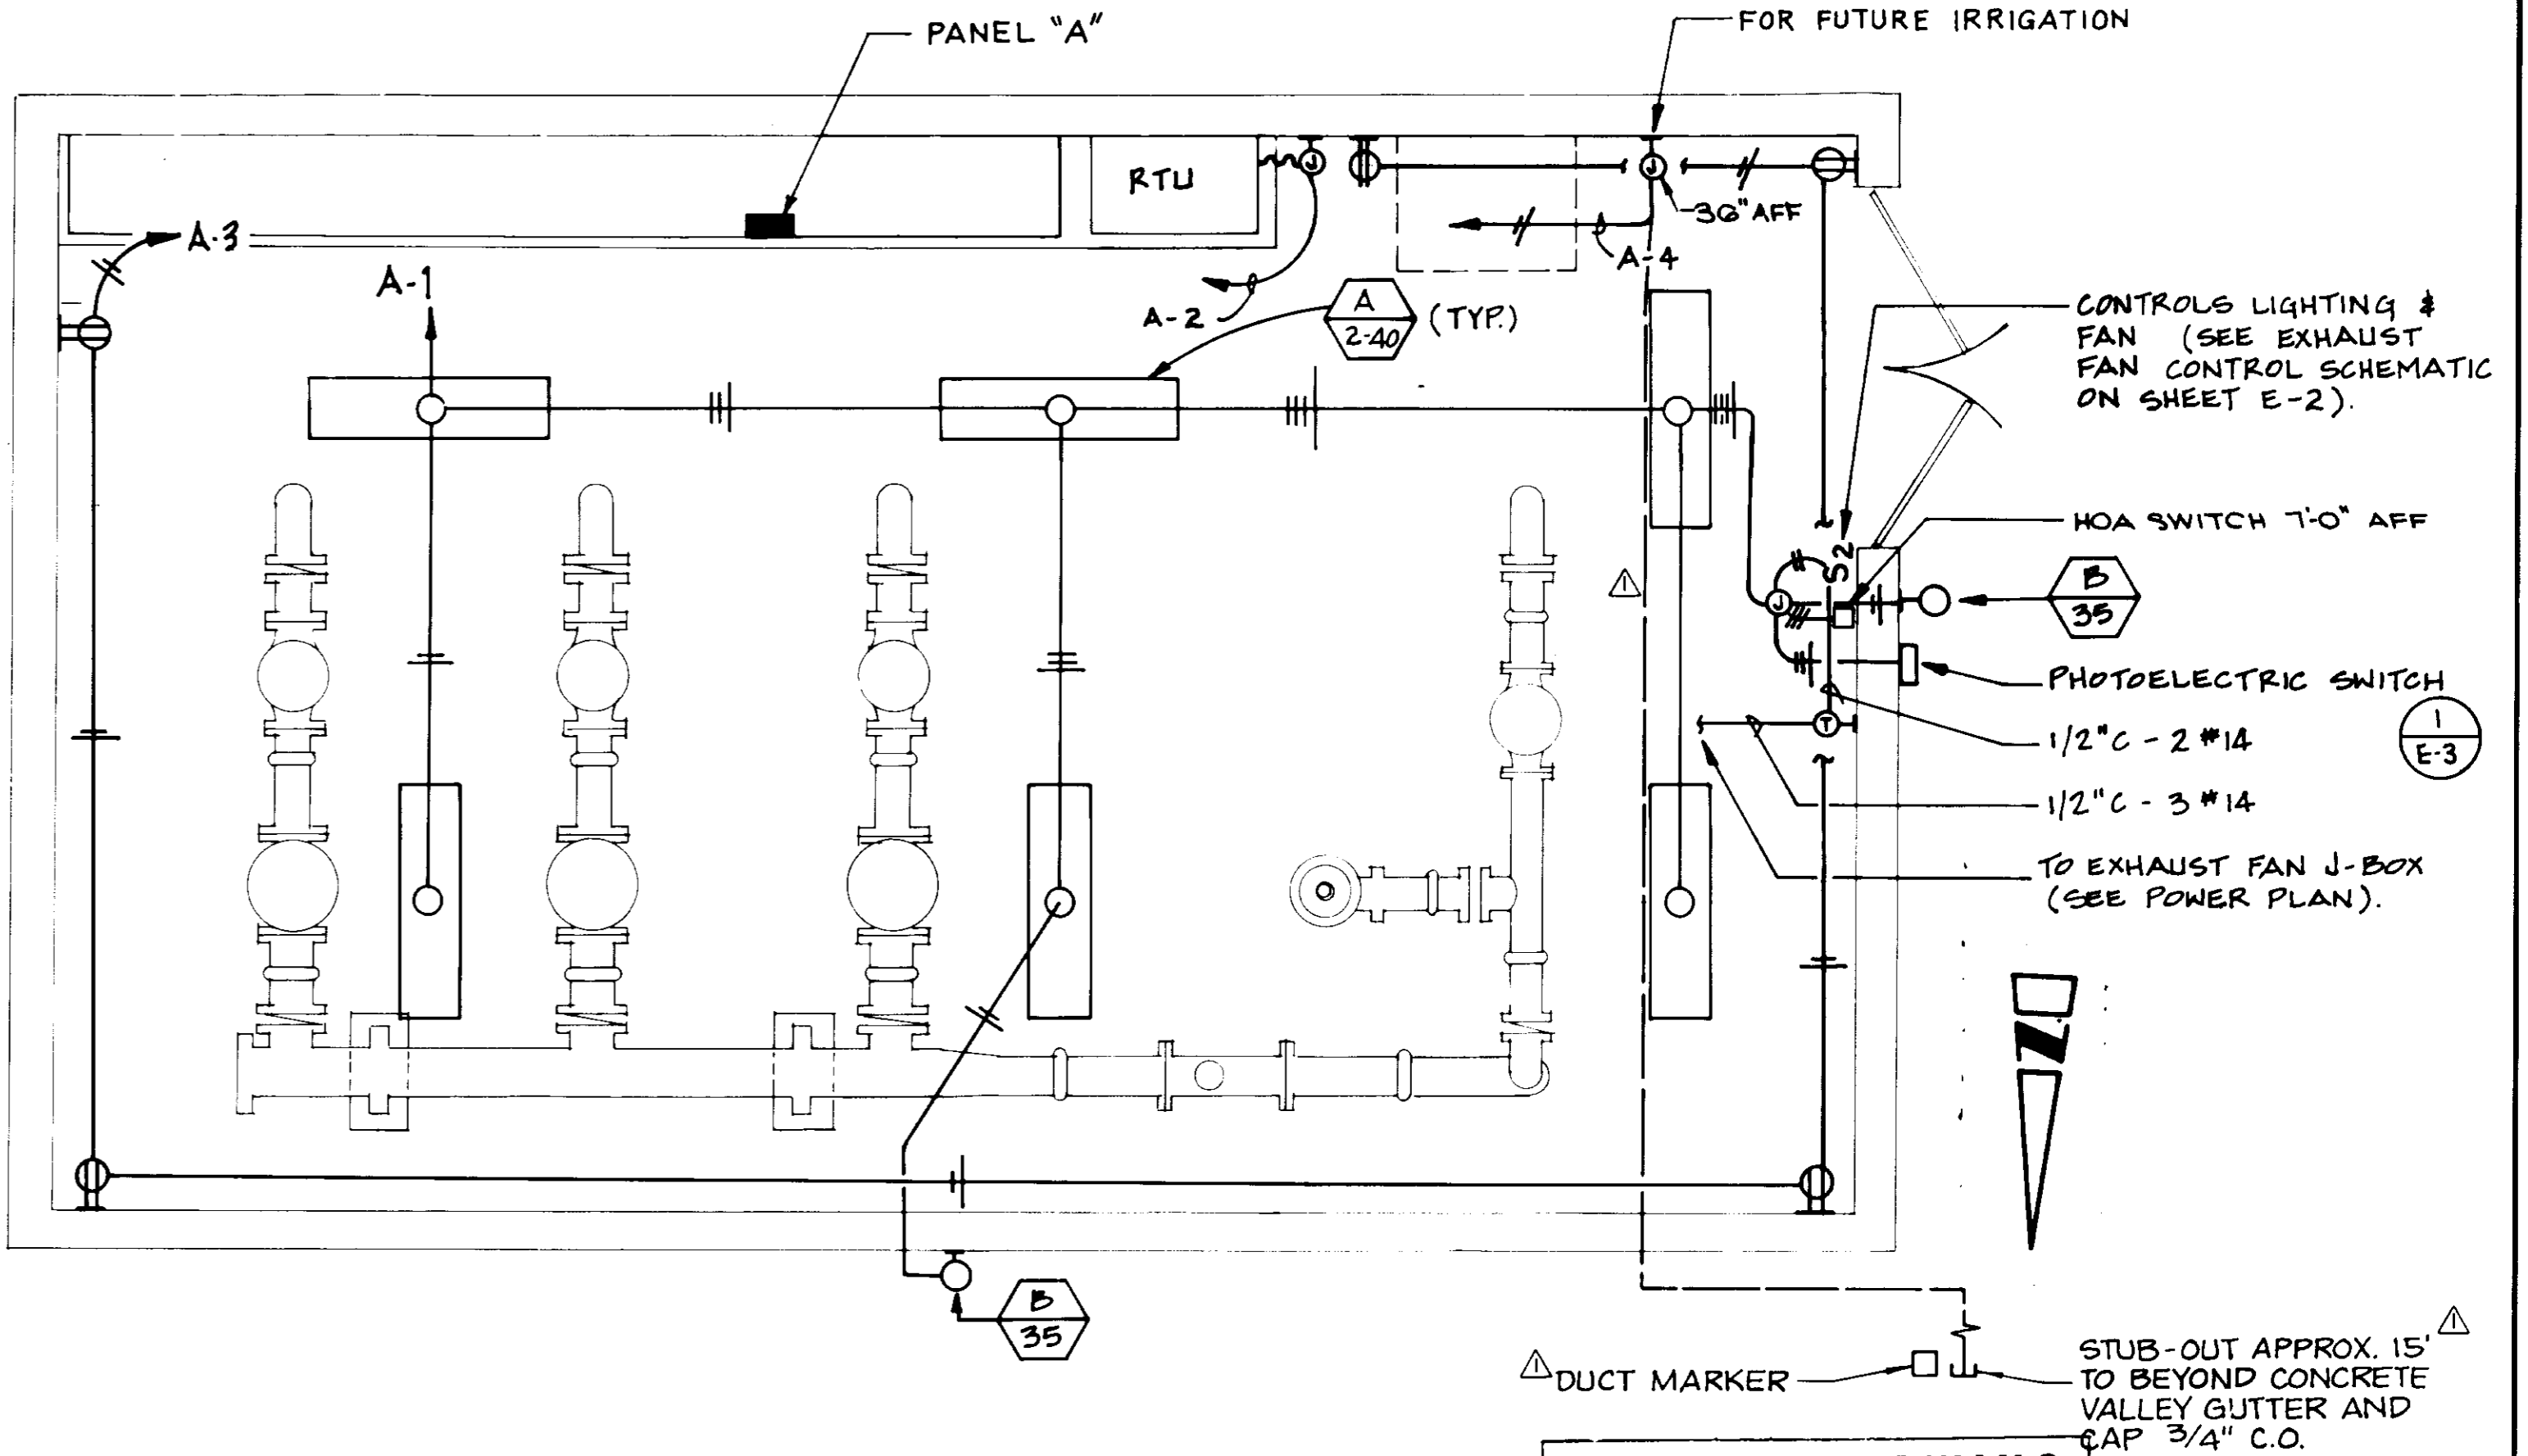 PANEL "A"
FOR FUTURE IRRIGATION
RTU
J
J
36" AFF
A-3
A-4
A-1
A-2
A
2-40
(TYP.)
CONTROLS LIGHTING &
FAN (SEE EXHAUST
FAN CONTROL SCHEMATIC
ON SHEET E-2).
HOA SWITCH 7'-0" AFF
S2
J
B
35
1
PHOTOELECTRIC SWITCH
T
1/2"C - 2 #14
1
E-3
1/2"C - 3 #14
TO EXHAUST FAN J-BOX
(SEE POWER PLAN).
Z
B
35
1
DUCT MARKER
1
STUB-OUT APPROX. 15'
TO BEYOND CONCRETE
VALLEY GUTTER AND
CAP 3/4" C.O.